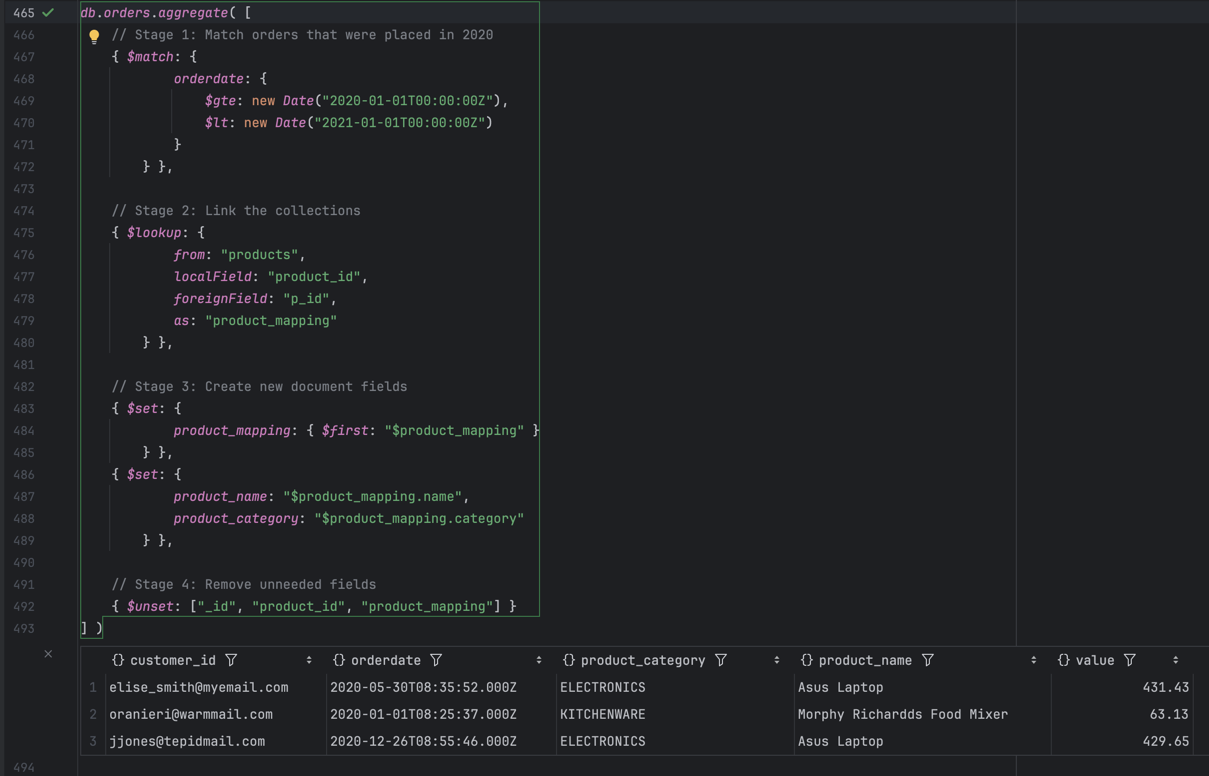 465 db.orders.aggregate( [
466 // Stage 1: Match orders that were placed in 2020
467 { $match: {
468 orderdate: {
469 $gte: new Date("2020-01-01T00:00:00Z"),
470 $lt: new Date("2021-01-01T00:00:00Z")
471 }
472 } },
473
474 // Stage 2: Link the collections
475 { $lookup: {
476 from: "products",
477 localField: "product_id",
478 foreignField: "p_id",
479 as: "product_mapping"
480 } },
481
482 // Stage 3: Create new document fields
483 { $set: {
484 product_mapping: { $first: "$product_mapping" }
485 } },
486 { $set: {
487 product_name: "$product_mapping.name",
488 product_category: "$product_mapping.category"
489 } },
490
491 // Stage 4: Remove unneeded fields
492 { $unset: ["_id", "product_id", "product_mapping"] }
493 ] )
{} customer_id {} orderdate {} product_category {} product_name {} value
1 elise_smith@myemail.com 2020-05-30T08:35:52.000Z ELECTRONICS Asus Laptop 431.43
2 oranieri@warmmail.com 2020-01-01T08:25:37.000Z KITCHENWARE Morphy Richardds Food Mixer 63.13
3 jjones@tepidmail.com 2020-12-26T08:55:46.000Z ELECTRONICS Asus Laptop 429.65
494